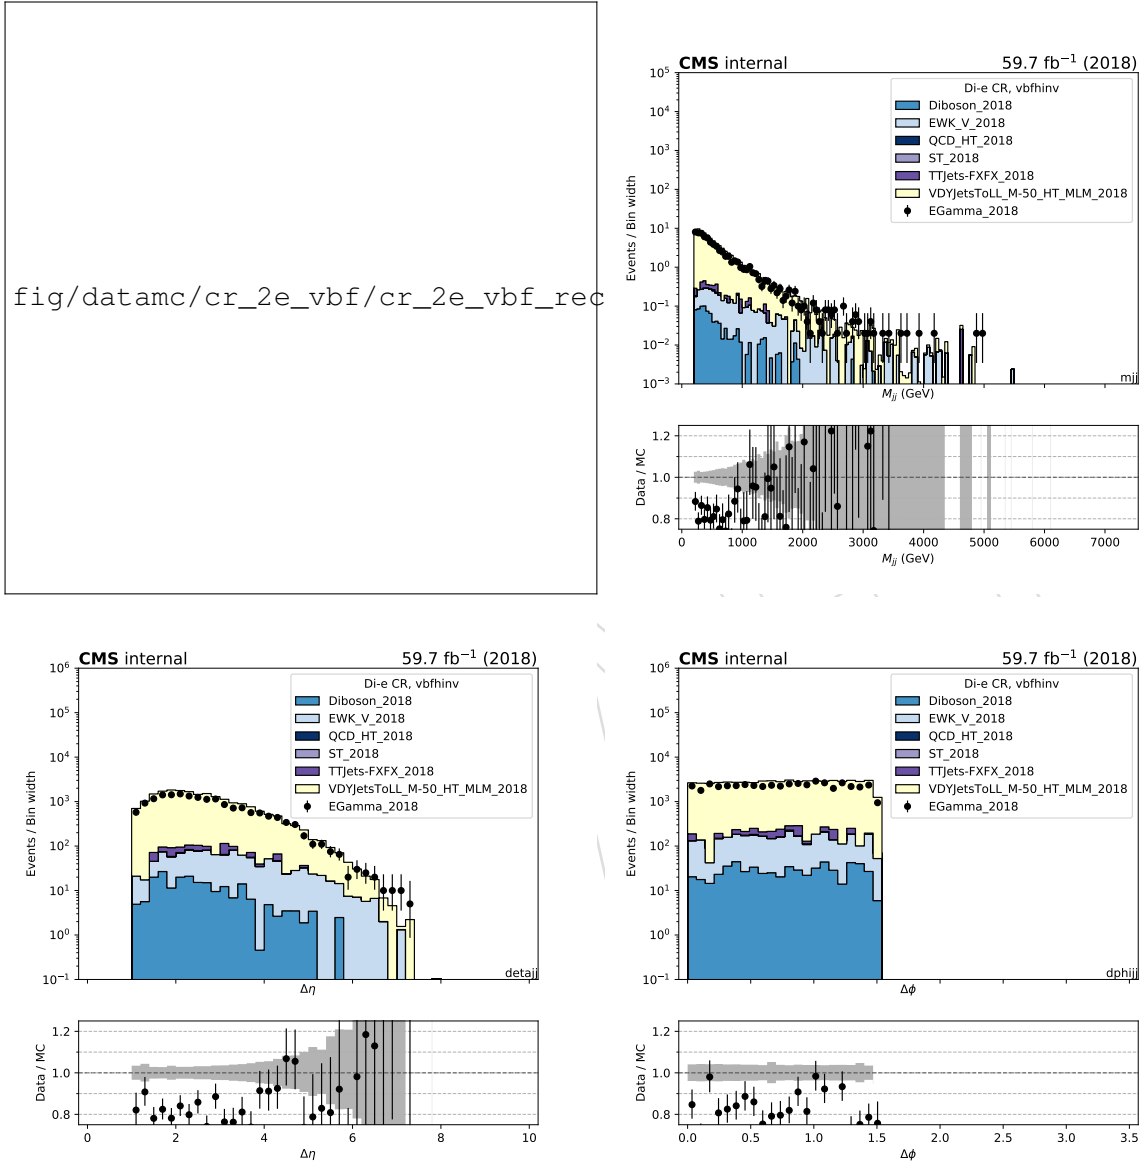 fig/datamc/cr_2e_vbf/cr_2e_vbf_rec
CMS internal
59.7 fb⁻¹ (2018)
Di-e CR, vbfhinv
Diboson_2018
EWK_V_2018
QCD_HT_2018
ST_2018
TTJets-FXFX_2018
VDYJetsToLL_M-50_HT_MLM_2018
EGamma_2018
Events / Bin width
10⁵
10⁴
10³
10²
10¹
10⁰
10⁻¹
10⁻²
10⁻³
mjj
M_jj (GeV)
Data / MC
1.2
1.0
0.8
0 1000 2000 3000 4000 5000 6000 7000
M_jj (GeV)
CMS internal
59.7 fb⁻¹ (2018)
Di-e CR, vbfhinv
Diboson_2018
EWK_V_2018
QCD_HT_2018
ST_2018
TTJets-FXFX_2018
VDYJetsToLL_M-50_HT_MLM_2018
EGamma_2018
Events / Bin width
10⁶
10⁵
10⁴
10³
10²
10¹
10⁰
10⁻¹
detajj
Δη
Data / MC
1.2
1.0
0.8
0 2 4 6 8 10
Δη
CMS internal
59.7 fb⁻¹ (2018)
Di-e CR, vbfhinv
Diboson_2018
EWK_V_2018
QCD_HT_2018
ST_2018
TTJets-FXFX_2018
VDYJetsToLL_M-50_HT_MLM_2018
EGamma_2018
Events / Bin width
10⁶
10⁵
10⁴
10³
10²
10¹
10⁰
10⁻¹
dphijj
Δϕ
Data / MC
1.2
1.0
0.8
0.0 0.5 1.0 1.5 2.0 2.5 3.0 3.5
Δϕ